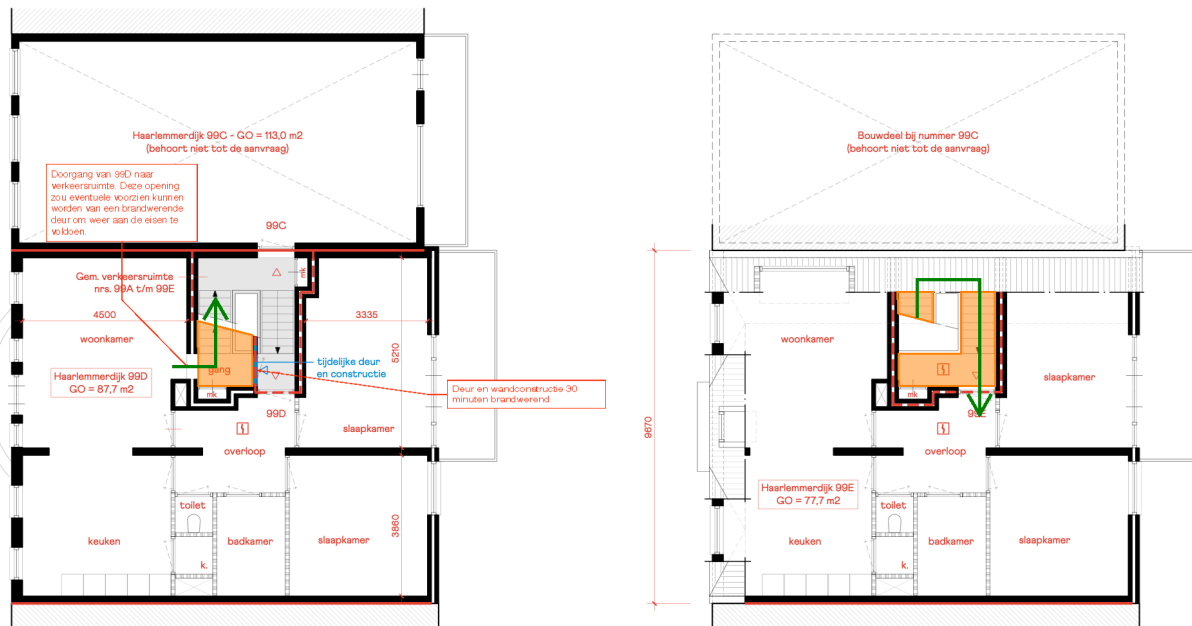 Haarlemmerdijk 99C - GO = 113,0 m2
(behoort niet tot de aanvraag)
Doorgang van 99D naar
verkeersruimte. Deze opening
zou eventuele voorzien kunnen
worden van een brandwerende
deur om weer aan de eisen te
voldoen.
99C
Gem. verkeersruimte
nrs. 99A t/m 99E
mk
4500
3335
woonkamer
5210
gang
tijdelijke deur
en constructie
Haarlemmerdijk 99D
GO = 87,7 m2
mk
Deur en wandconstructie 30
minuten brandwerend
99D
slaapkamer
overloop
toilet
3860
keuken
badkamer
slaapkamer
k.
Bouwdeel bij nummer 99C
(behoort niet tot de aanvraag)
woonkamer
slaapkamer
mk
99E
9670
overloop
Haarlemmerdijk 99E
GO = 77,7 m2
toilet
keuken
badkamer
slaapkamer
k.